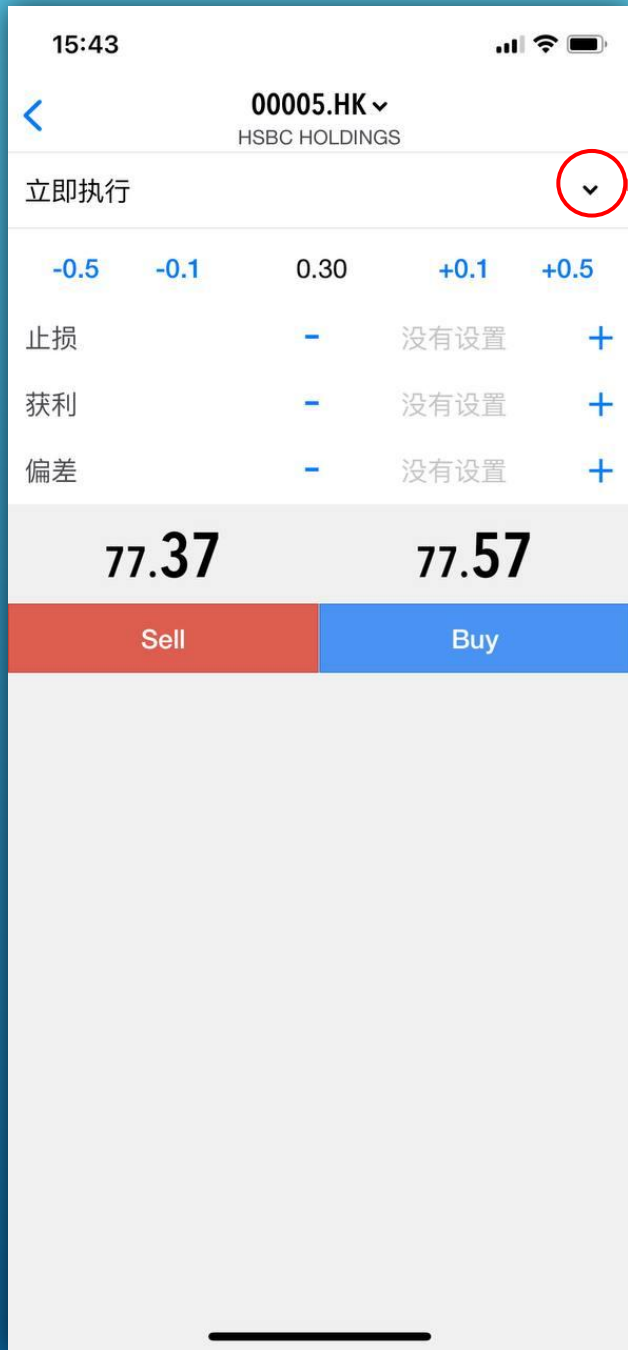 15:43
00005.HK
HSBC HOLDINGS
立即执行
-0.5 -0.1 0.30 +0.1 +0.5
止损 - 没有设置 +
获利 - 没有设置 +
偏差 - 没有设置 +
77.37 77.57
Sell Buy